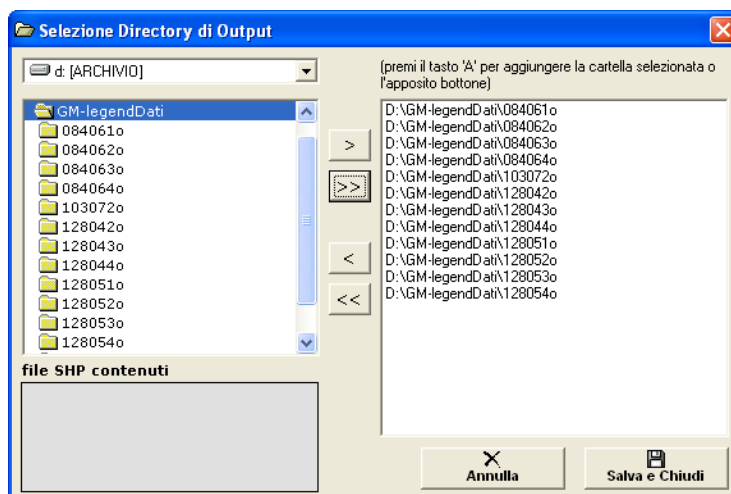 Selezione Directory di Output
d: [ARCHIVIO]
(premi il tasto 'A' per aggiungere la cartella selezionata o
l'apposito bottone)
GM-legendDati
084061o
084062o
084063o
084064o
103072o
128042o
128043o
128044o
128051o
128052o
128053o
128054o
>
>>
<
<<
D:\GM-legendDati\084061o
D:\GM-legendDati\084062o
D:\GM-legendDati\084063o
D:\GM-legendDati\084064o
D:\GM-legendDati\103072o
D:\GM-legendDati\128042o
D:\GM-legendDati\128043o
D:\GM-legendDati\128044o
D:\GM-legendDati\128051o
D:\GM-legendDati\128052o
D:\GM-legendDati\128053o
D:\GM-legendDati\128054o
file SHP contenuti
Annulla
Salva e Chiudi